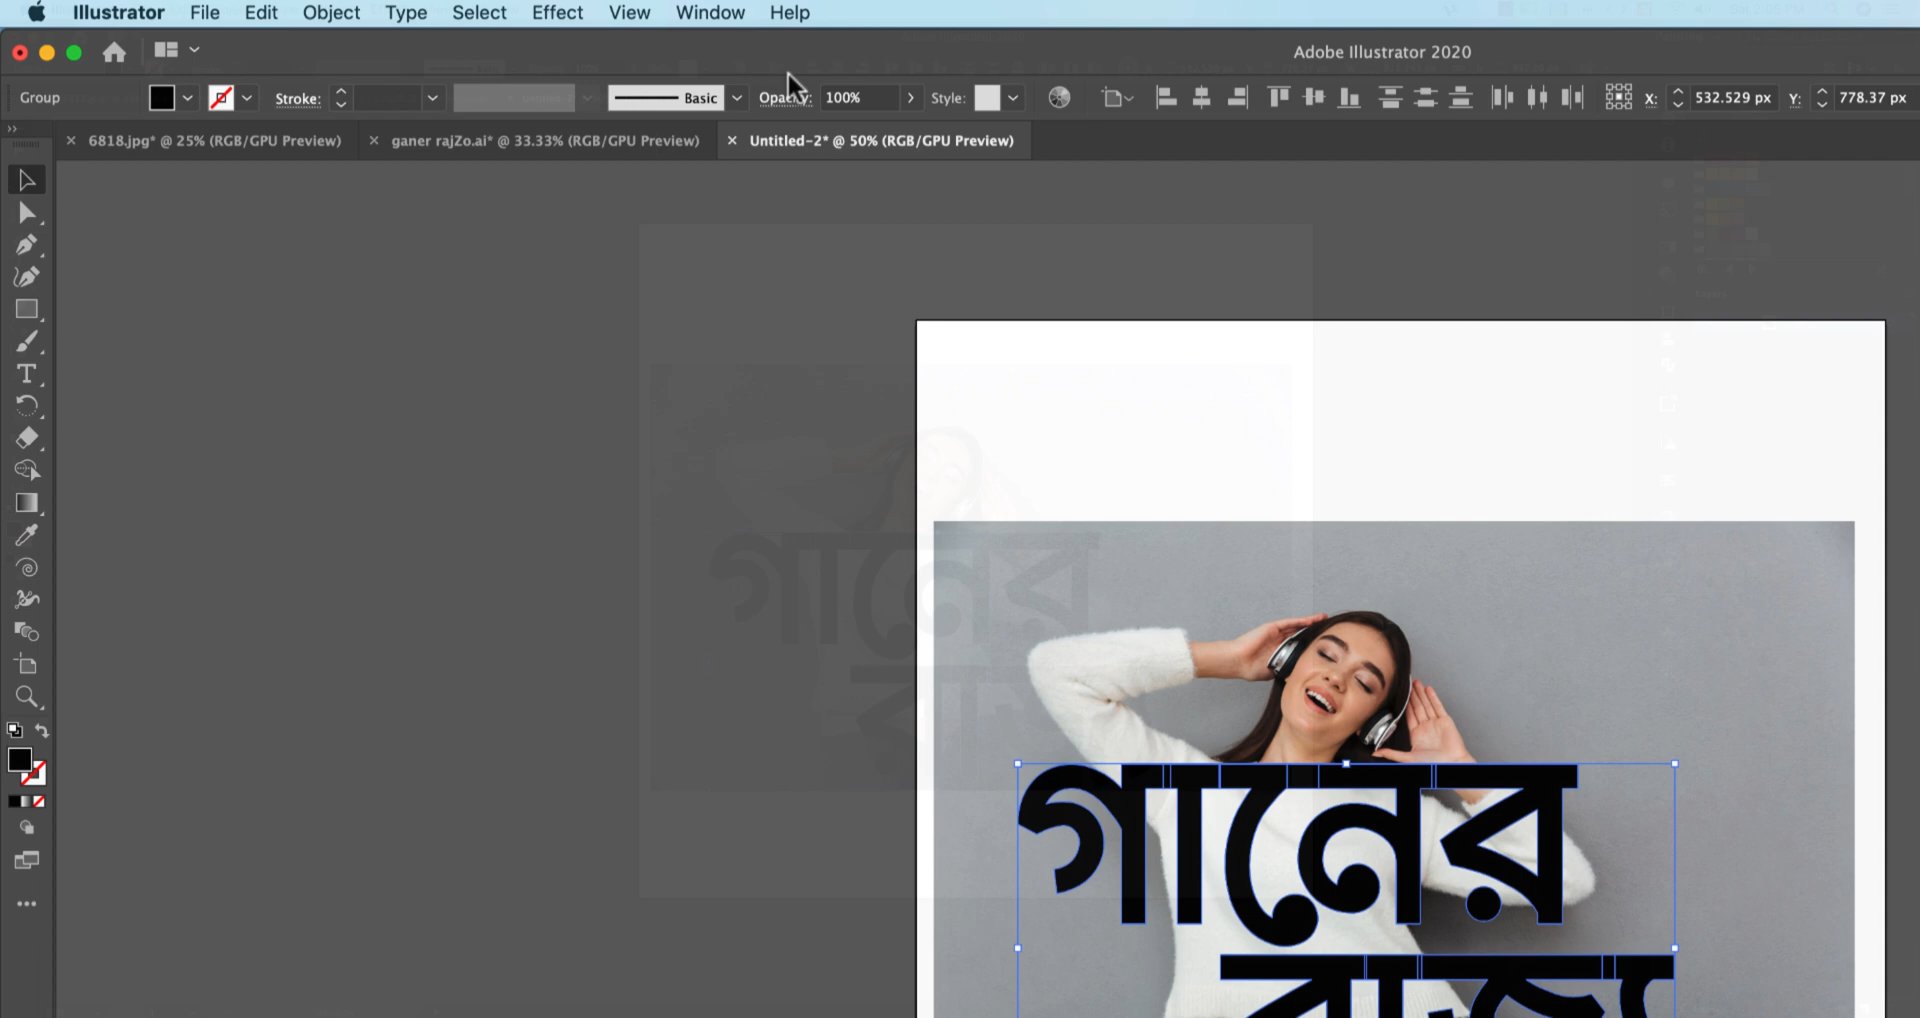 Illustrator File Edit Object Type Select Effect View Window Help
Adobe Illustrator 2020
Group Stroke: Basic Opacity: 100% Style: X: 532.529 px Y: 778.37 px
6818.jpg* @ 25% (RGB/GPU Preview) ganer rajZo.ai* @ 33.33% (RGB/GPU Preview) Untitled-2* @ 50% (RGB/GPU Preview)
গানের